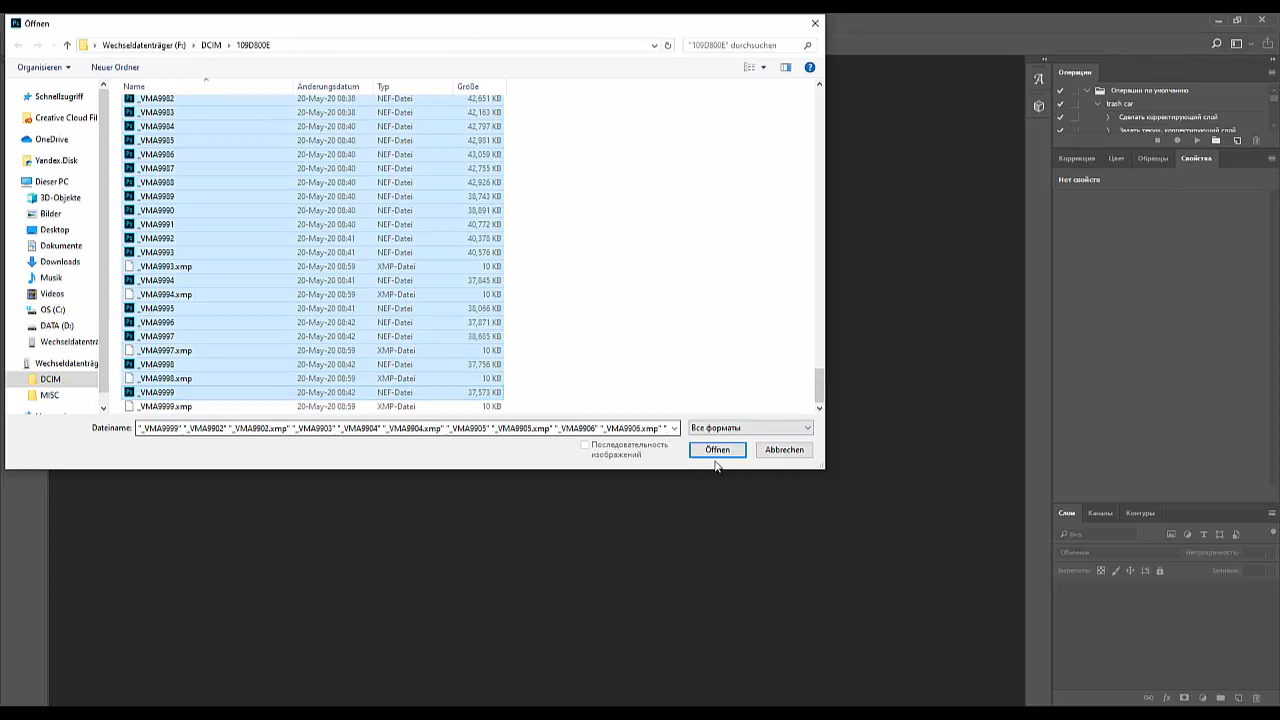 Öffnen
Wechseldatenträger (F:) > DCIM > 109D800E
"109D800E" durchsuchen
Organisieren
Neuer Ordner
Name Änderungsdatum Typ Größe
_VMA9982 20-May-20 08:38 NEF-Datei 42,651 KB
_VMA9983 20-May-20 08:38 NEF-Datei 42,163 KB
_VMA9984 20-May-20 08:40 NEF-Datei 42,797 KB
_VMA9985 20-May-20 08:40 NEF-Datei 42,981 KB
_VMA9986 20-May-20 08:40 NEF-Datei 43,059 KB
_VMA9987 20-May-20 08:40 NEF-Datei 42,755 KB
_VMA9988 20-May-20 08:40 NEF-Datei 42,926 KB
_VMA9989 20-May-20 08:40 NEF-Datei 38,743 KB
_VMA9990 20-May-20 08:40 NEF-Datei 38,891 KB
_VMA9991 20-May-20 08:40 NEF-Datei 40,772 KB
_VMA9992 20-May-20 08:41 NEF-Datei 40,378 KB
_VMA9993 20-May-20 08:41 NEF-Datei 40,576 KB
_VMA9993.xmp 20-May-20 08:59 XMP-Datei 10 KB
_VMA9994 20-May-20 08:41 NEF-Datei 37,845 KB
_VMA9994.xmp 20-May-20 08:59 XMP-Datei 10 KB
_VMA9995 20-May-20 08:41 NEF-Datei 38,066 KB
_VMA9996 20-May-20 08:42 NEF-Datei 37,871 KB
_VMA9997 20-May-20 08:42 NEF-Datei 38,685 KB
_VMA9997.xmp 20-May-20 08:59 XMP-Datei 10 KB
_VMA9998 20-May-20 08:42 NEF-Datei 37,756 KB
_VMA9998.xmp 20-May-20 08:59 XMP-Datei 10 KB
_VMA9999 20-May-20 08:42 NEF-Datei 37,573 KB
_VMA9999.xmp 20-May-20 08:59 XMP-Datei 10 KB
Schnellzugriff
Creative Cloud Fil
OneDrive
Yandex.Disk
Dieser PC
3D-Objekte
Bilder
Desktop
Dokumente
Downloads
Musik
Videos
OS (C:)
DATA (D:)
Wechseldatenträ
Wechseldatenträg
DCIM
MISC
Dateiname:
"_VMA9999" "_VMA9902" "_VMA9902.xmp" "_VMA9903" "_VMA9904" "_VMA9904.xmp" "_VMA9905" "_VMA9905.xmp" "_VMA9906" "_VMA9906.xmp" "
Все форматы
Последовательность
изображений
Öffnen
Abbrechen
Операции
Операции по умолчанию
trash car
Сделать корректирующий слой
Задать текущ. корректирующий слой
Коррекция Цвет Образцы Свойства
Нет свойств
Слои Каналы Контуры
Вид
Обычные Непрозрачность:
Закрепить: Заливка: